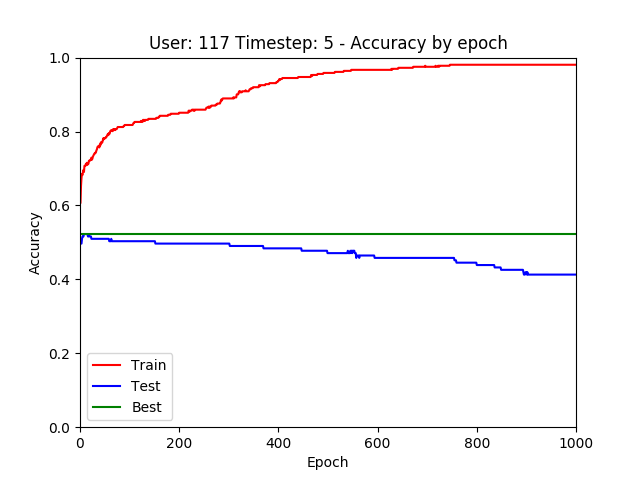 User: 117 Timestep: 5 - Accuracy by epoch
1.0
0.8
0.6
0.4
0.2
0.0
Accuracy
Train
Test
Best
0 200 400 600 800 1000
Epoch